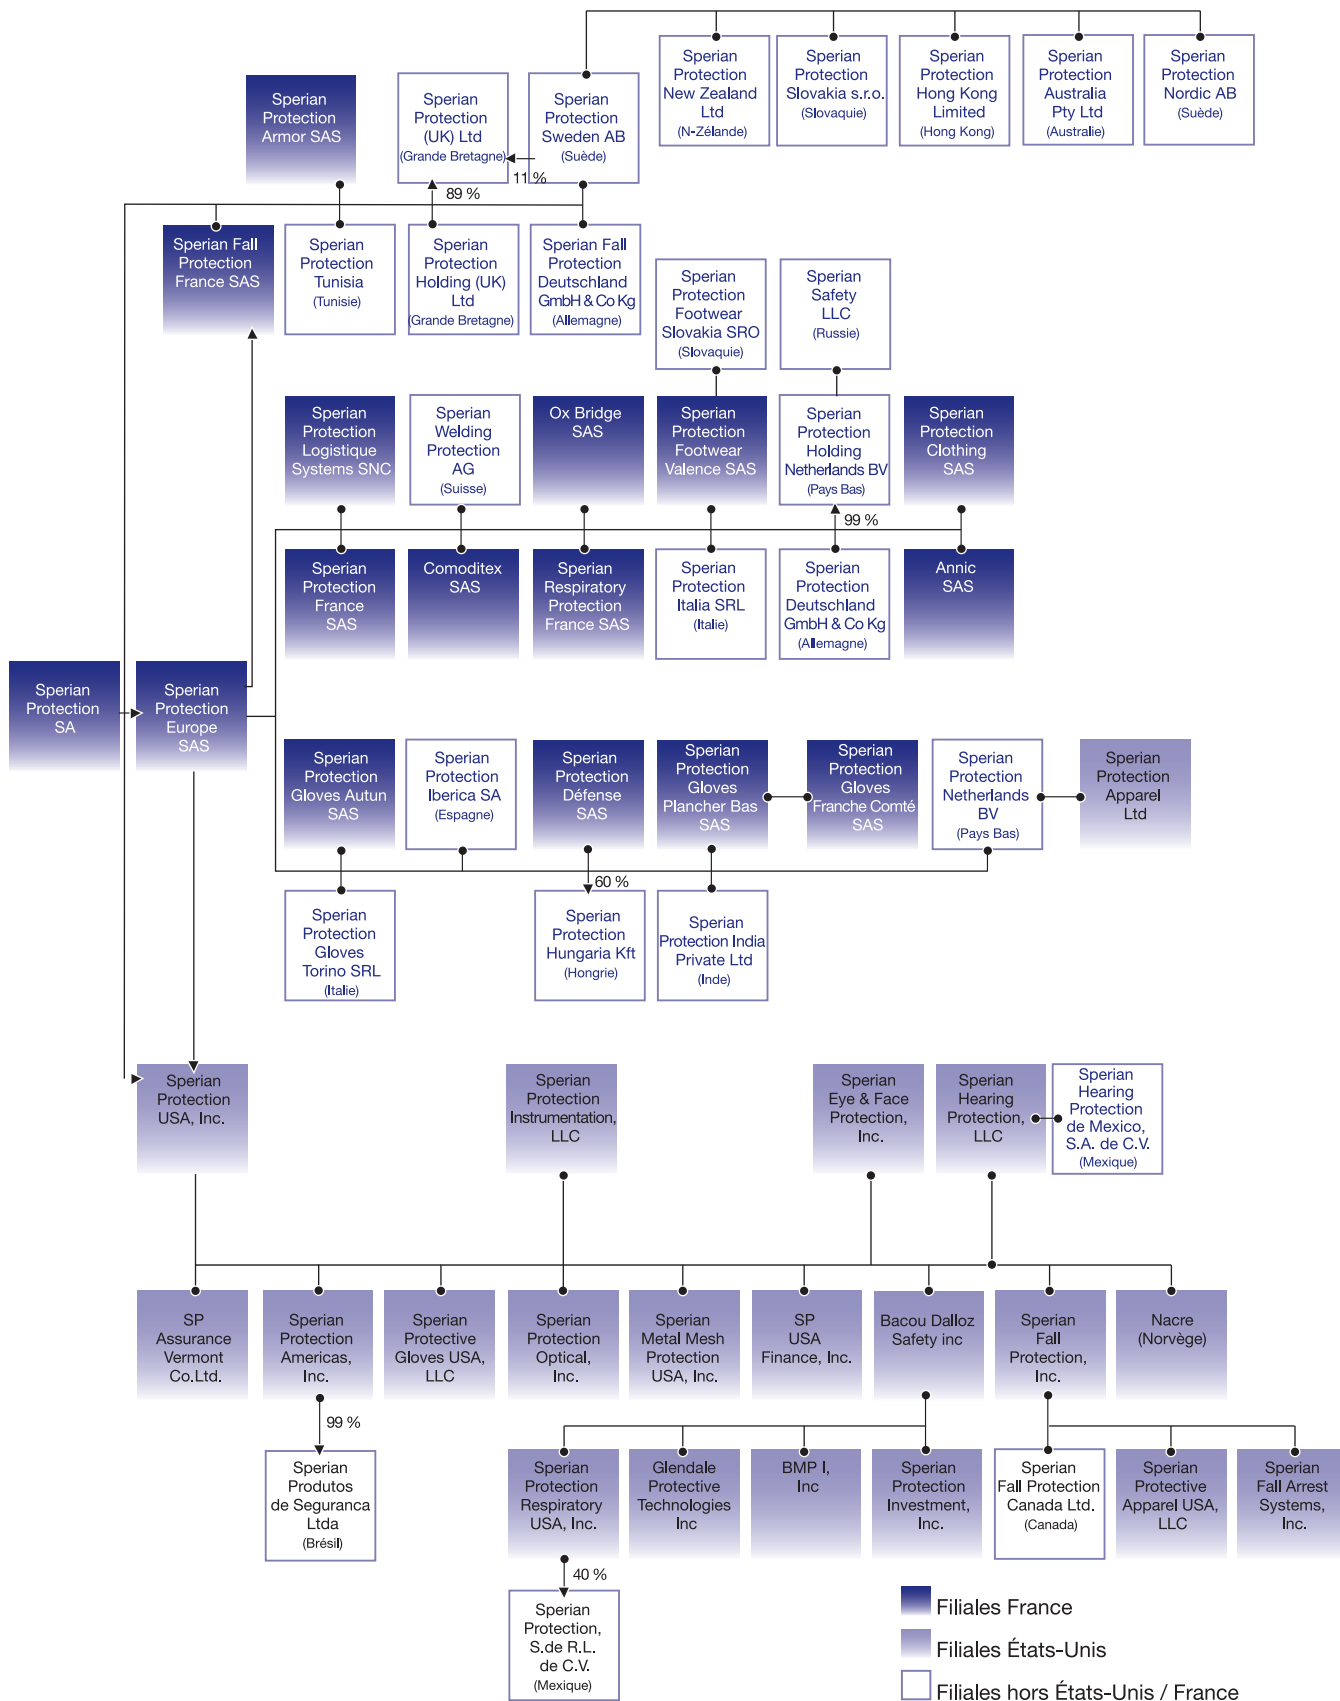 Sperian
Protection
New Zealand
Ltd
(N-Zélande)
Sperian
Protection
Slovakia s.r.o.
(Slovaquie)
Sperian
Protection
Hong Kong
Limited
(Hong Kong)
Sperian
Protection
Australia
Pty Ltd
(Australie)
Sperian
Protection
Nordic AB
(Suède)
Sperian
Protection
Armor SAS
Sperian
Protection
(UK) Ltd
(Grande Bretagne)
Sperian
Protection
Sweden AB
(Suède)
11 %
89 %
Sperian Fall
Protection
France SAS
Sperian
Protection
Tunisia
(Tunisie)
Sperian
Protection
Holding (UK)
Ltd
(Grande Bretagne)
Sperian Fall
Protection
Deutschland
GmbH & Co Kg
(Allemagne)
Sperian
Protection
Footwear
Slovakia SRO
(Slovaquie)
Sperian
Safety
LLC
(Russie)
Sperian
Protection
Logistique
Systems SNC
Sperian
Welding
Protection
AG
(Suisse)
Ox Bridge
SAS
Sperian
Protection
Footwear
Valence SAS
Sperian
Protection
Holding
Netherlands BV
(Pays Bas)
Sperian
Protection
Clothing
SAS
99 %
Sperian
Protection
France
SAS
Comoditex
SAS
Sperian
Respiratory
Protection
France SAS
Sperian
Protection
Italia SRL
(Italie)
Sperian
Protection
Deutschland
GmbH & Co Kg
(Allemagne)
Annic
SAS
Sperian
Protection
SA
Sperian
Protection
Europe
SAS
Sperian
Protection
Gloves Autun
SAS
Sperian
Protection
Iberica SA
(Espagne)
Sperian
Protection
Défense
SAS
Sperian
Protection
Gloves
Plancher Bas
SAS
Sperian
Protection
Gloves
Franche Comté
SAS
Sperian
Protection
Netherlands
BV
(Pays Bas)
Sperian
Protection
Apparel
Ltd
60 %
Sperian
Protection
Gloves
Torino SRL
(Italie)
Sperian
Protection
Hungaria Kft
(Hongrie)
Sperian
Protection India
Private Ltd
(Inde)
Sperian
Protection
USA, Inc.
Sperian
Protection
Instrumentation,
LLC
Sperian
Eye & Face
Protection,
Inc.
Sperian
Hearing
Protection,
LLC
Sperian
Hearing
Protection
de Mexico,
S.A. de C.V.
(Mexique)
SP
Assurance
Vermont
Co.Ltd.
Sperian
Protection
Americas,
Inc.
Sperian
Protective
Gloves USA,
LLC
Sperian
Protection
Optical,
Inc.
Sperian
Metal Mesh
Protection
USA, Inc.
SP
USA
Finance, Inc.
Bacou Dalloz
Safety inc
Sperian
Fall
Protection,
Inc.
Nacre
(Norvège)
99 %
Sperian
Produtos
de Seguranca
Ltda
(Brésil)
Sperian
Protection
Respiratory
USA, Inc.
Glendale
Protective
Technologies
Inc
BMP I,
Inc
Sperian
Protection
Investment,
Inc.
Sperian
Fall Protection
Canada Ltd.
(Canada)
Sperian
Protective
Apparel USA,
LLC
Sperian
Fall Arrest
Systems,
Inc.
40 %
Sperian
Protection,
S.de R.L.
de C.V.
(Mexique)
Filiales France
Filiales États-Unis
Filiales hors États-Unis / France